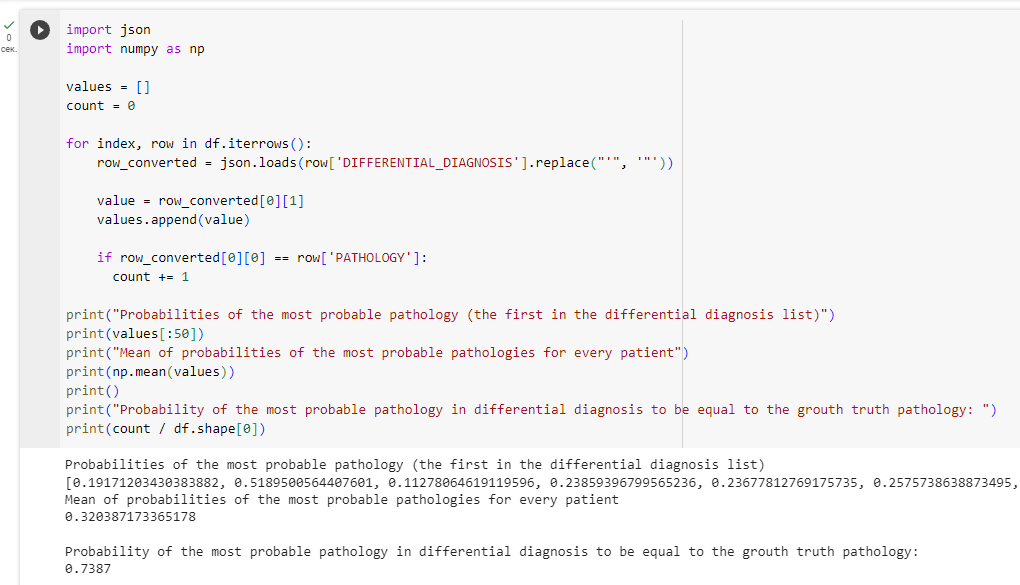 0
сек.
import json
import numpy as np
values = []
count = 0
for index, row in df.iterrows():
    row_converted = json.loads(row['DIFFERENTIAL_DIAGNOSIS'].replace("'", '"'))
    value = row_converted[0][1]
    values.append(value)
    if row_converted[0][0] == row['PATHOLOGY']:
      count += 1
print("Probabilities of the most probable pathology (the first in the differential diagnosis list)")
print(values[:50])
print("Mean of probabilities of the most probable pathologies for every patient")
print(np.mean(values))
print()
print("Probability of the most probable pathology in differential diagnosis to be equal to the grouth truth pathology: ")
print(count / df.shape[0])
Probabilities of the most probable pathology (the first in the differential diagnosis list)
[0.19171203430383882, 0.5189500564407601, 0.11278064619119596, 0.23859396799565236, 0.23677812769175735, 0.2575738638873495,
Mean of probabilities of the most probable pathologies for every patient
0.320387173365178
Probability of the most probable pathology in differential diagnosis to be equal to the grouth truth pathology:
0.7387